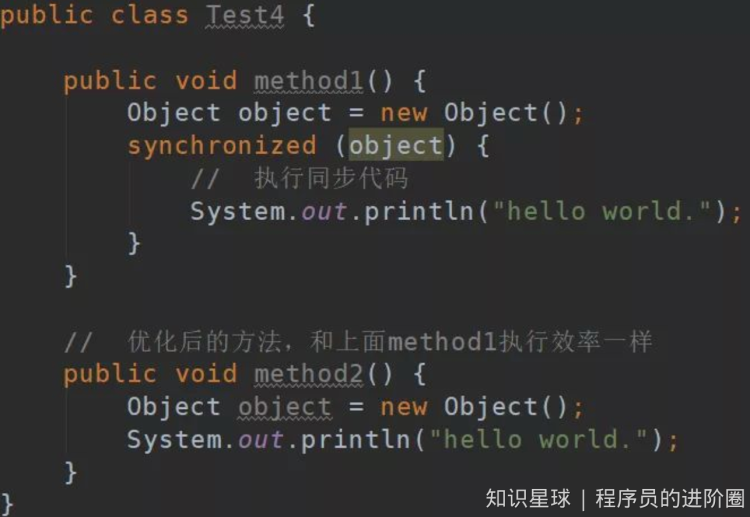 public class Test4 {
public void method1() {
Object object = new Object();
synchronized (object) {
// 执行同步代码
System.out.println("hello world.");
}
}
// 优化后的方法，和上面method1执行效率一样
public void method2() {
Object object = new Object();
System.out.println("hello world.");
}
}
知识星球 | 程序员的进阶圈